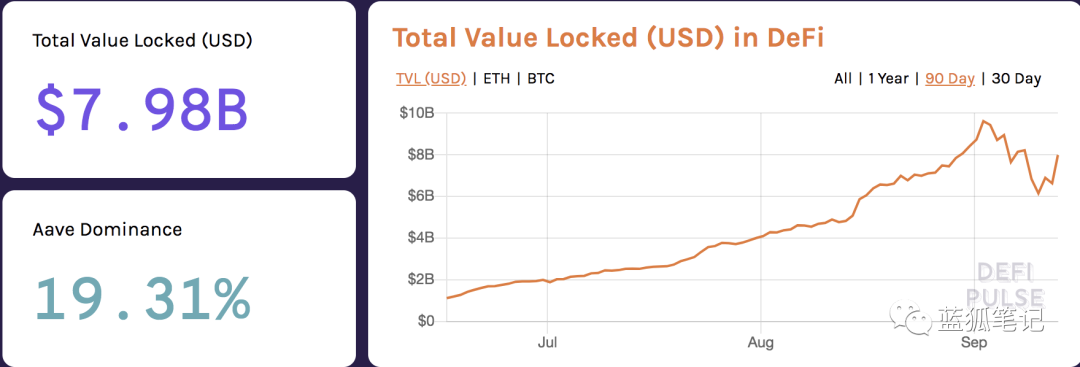 Total Value Locked (USD)
$7.98B
Aave Dominance
19.31%
Total Value Locked (USD) in DeFi
TVL (USD) | ETH | BTC
All | 1 Year | 90 Day | 30 Day
$10B
$8B
$6B
$4B
$2B
$0
Jul
Aug
Sep
DEFI
PULSE
蓝狐笔记